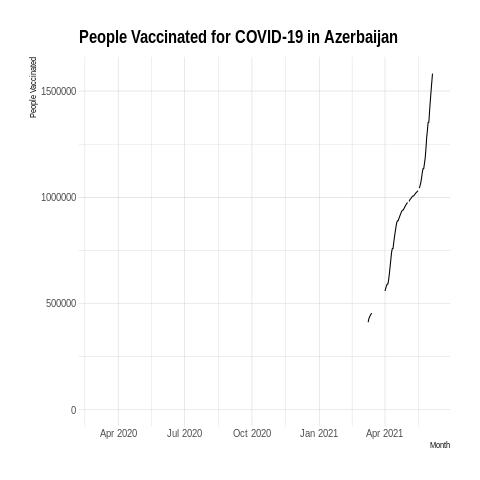 People Vaccinated for COVID-19 in Azerbaijan
People Vaccinated
1500000
1000000
500000
0
Apr 2020 Jul 2020 Oct 2020 Jan 2021 Apr 2021
Month